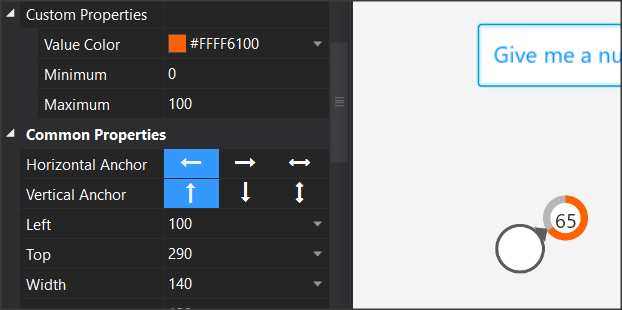 Custom Properties
Value Color #FFFF6100
Minimum 0
Maximum 100
Common Properties
Horizontal Anchor
Vertical Anchor
Left 100
Top 290
Width 140
Give me a nu
65